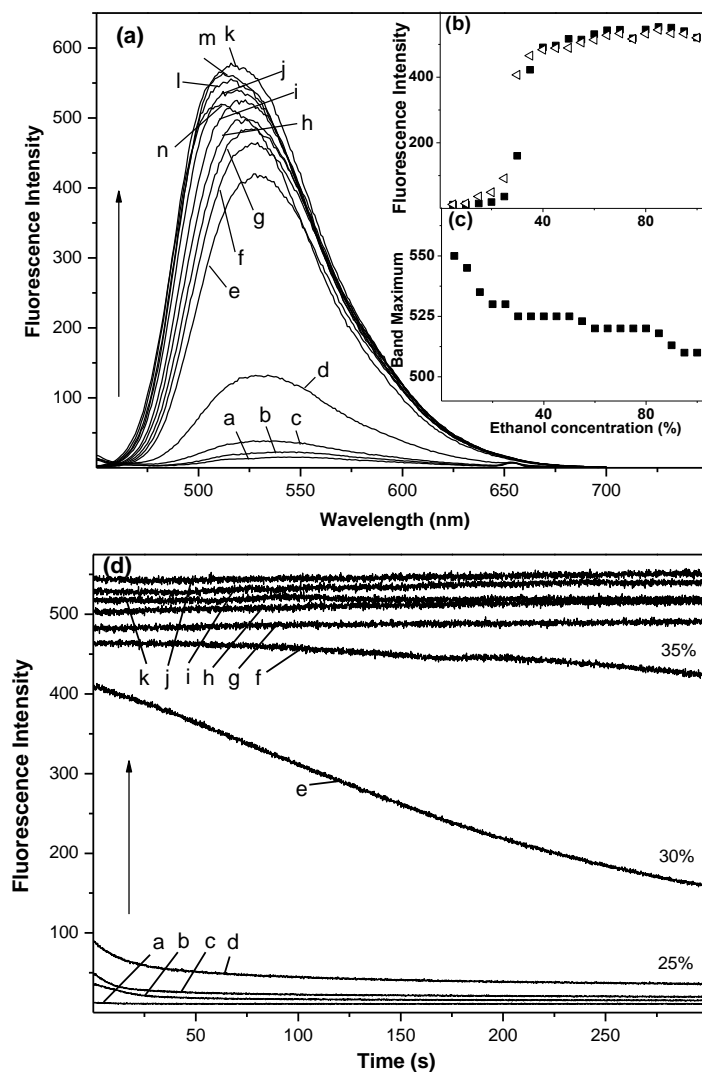 (a)
600
500
400
300
200
100
Fluorescence Intensity
500 550 600 650 700
Wavelength (nm)
m k
l j
i
n h
g
f
e
d
a b c
(b)
400
200
Fluorescence Intensity
40 80
(c)
550
525
500
Band Maximum
40 80
Ethanol concentration (%)
(d)
500
400
300
200
100
Fluorescence Intensity
k j i h g f
35%
e
30%
a b c d
25%
50 100 150 200 250
Time (s)